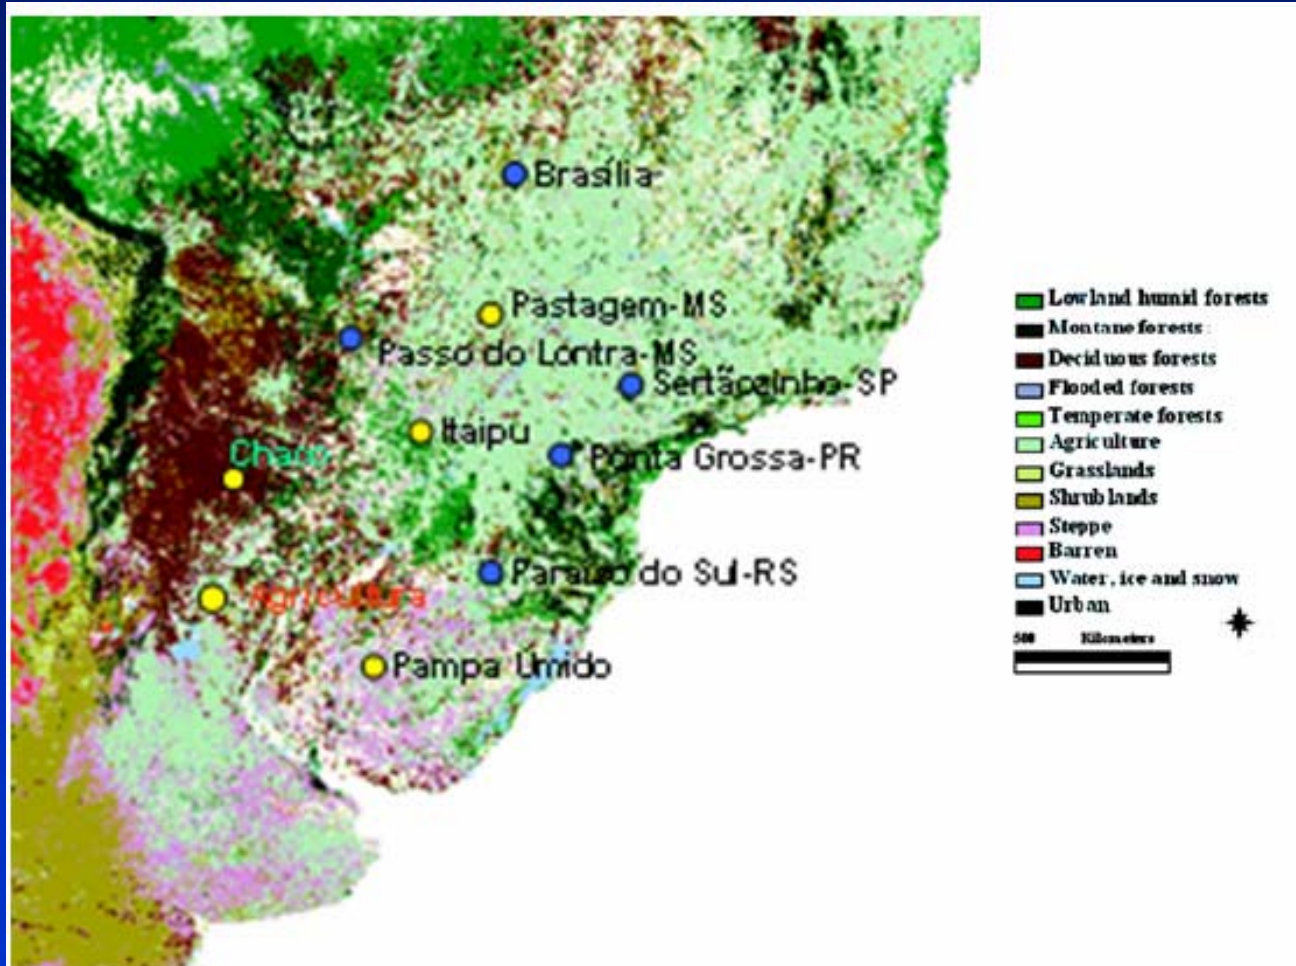 Brasília
Pastagem-MS
Passo do Lontra-MS
Sertãozinho-SP
Itaipu
Ponta Grossa-PR
Chaco
Paraiso do Sul-RS
Agricultura
Pampa Úmido
Lowland humid forests
Montane forests
Deciduous forests
Flooded forests
Temperate forests
Agriculture
Grasslands
Shrublands
Steppe
Barren
Water, ice and snow
Urban
500 Kilometers